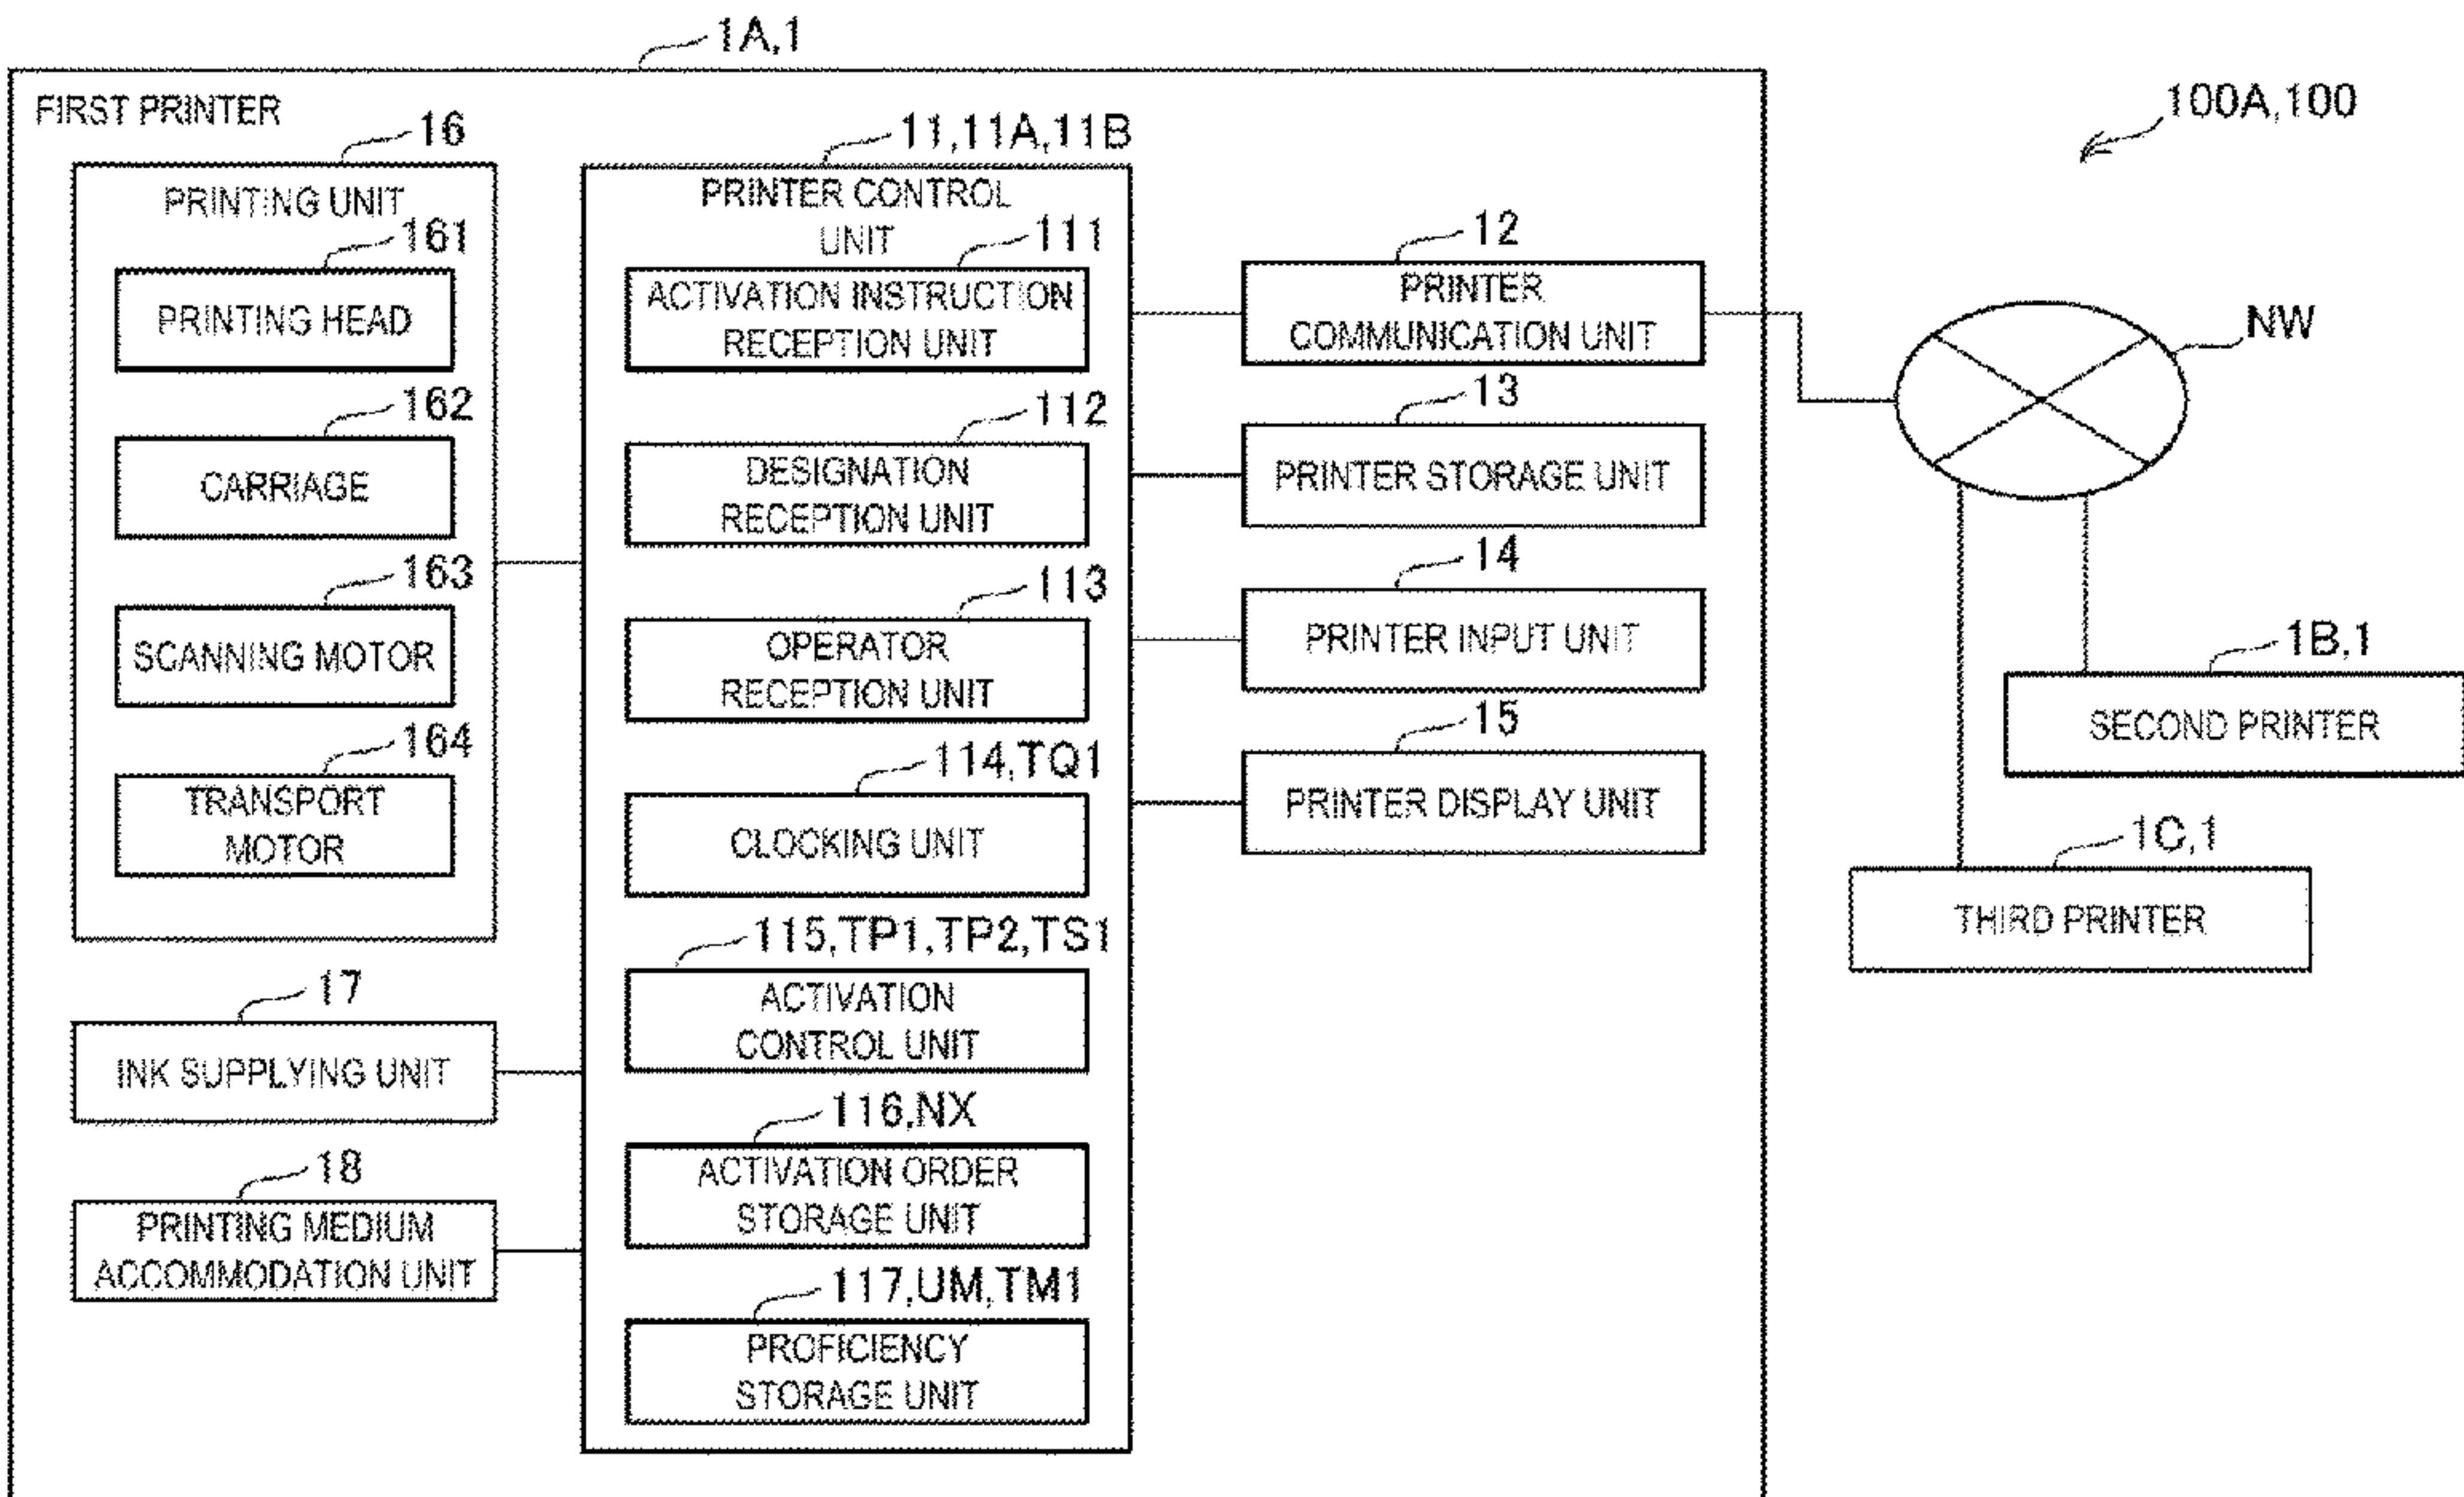 1A,1
FIRST PRINTER
100A,100
16
PRINTING UNIT
161
PRINTING HEAD
162
CARRIAGE
163
SCANNING MOTOR
164
TRANSPORT
MOTOR
17
INK SUPPLYING UNIT
18
PRINTING MEDIUM
ACCOMMODATION UNIT
11,11A,11B
PRINTER CONTROL
UNIT
111
ACTIVATION INSTRUCTION
RECEPTION UNIT
112
DESIGNATION
RECEPTION UNIT
113
OPERATOR
RECEPTION UNIT
114,TQ1
CLOCKING UNIT
115,TP1,TP2,TS1
ACTIVATION
CONTROL UNIT
116,NX
ACTIVATION ORDER
STORAGE UNIT
117,UM,TM1
PROFICIENCY
STORAGE UNIT
12
PRINTER
COMMUNICATION UNIT
13
PRINTER STORAGE UNIT
14
PRINTER INPUT UNIT
15
PRINTER DISPLAY UNIT
NW
1B,1
SECOND PRINTER
1C,1
THIRD PRINTER